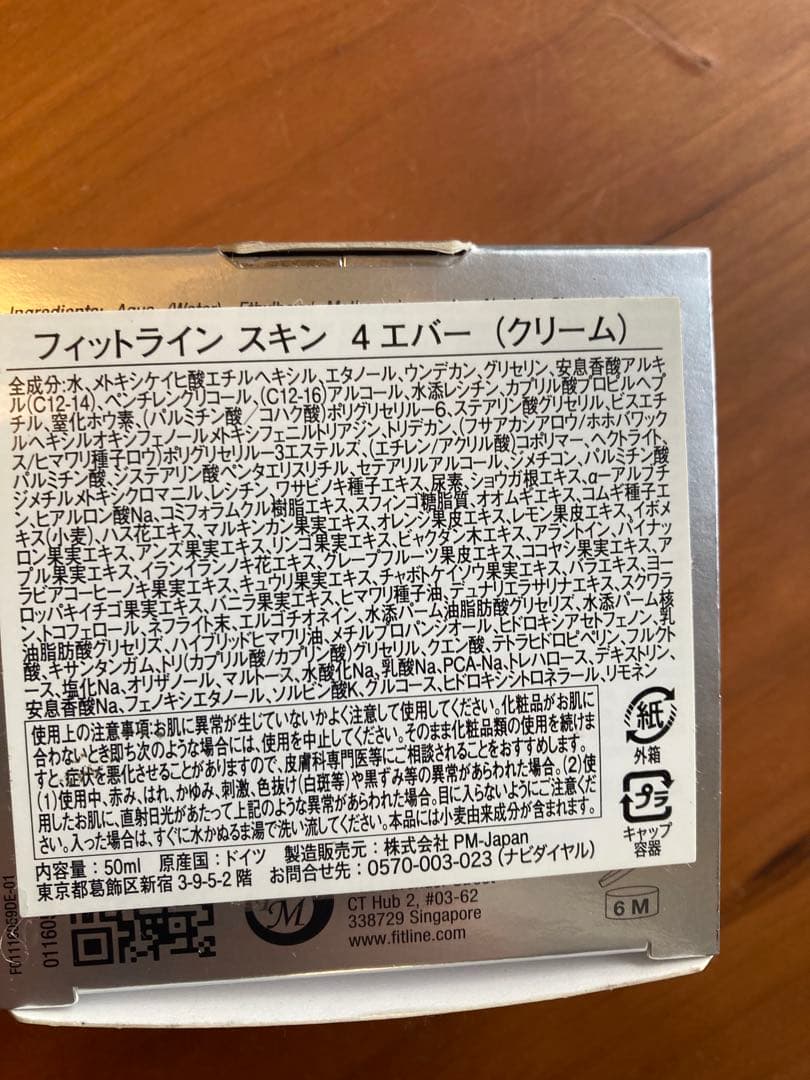 Ingredients: Aqua (Water),
フィットライン スキン 4エバー (クリーム)
全成分:水、メトキシケイヒ酸エチルヘキシル、エタノール、ウンデカン、グリセリン、安息香酸アルキ
ル(C12-14)、ペンチレングリコール、(C12-16)アルコール、水添レシチン、カプリル酸プロピルヘプ
チル、窒化ホウ素、(パルミチン酸/コハク酸)ポリグリセリル-6、ステアリン酸グリセリル、ビスエチ
ルヘキシルオキシフェノールメトキシフェニルトリアジン、トリデカン、(フサアカシアロウ/ホホバワック
ス/ヒマワリ種子ロウ)ポリグリセリル-3エステルズ、(エチレン/アクリル酸)コポリマー、ヘクトライト、
パルミチン酸、ジステアリン酸ペンタエリスリチル、セテアリルアルコール、ジメチコン、パルミチン酸
ジメチルメトキシクロマニル、レシチン、ワサビノキ種子エキス、尿素、ショウガ根エキス、α-アルブチ
ン、ヒアルロン酸Na、コミフォラムクル樹脂エキス、スフィンゴ糖脂質、オオムギエキス、コムギ種子エ
キス(小麦)、ハス花エキス、マルキンカン果実エキス、オレンジ果皮エキス、レモン果皮エキス、イボメ
ロン果実エキス、アンズ果実エキス、リンゴ果実エキス、ビャクダン木エキス、アラントイン、パイナッ
プル果実エキス、イランイランノキ花エキス、グレープフルーツ果皮エキス、ココヤシ果実エキス、ア
ラビアコーヒーノキ果実エキス、キュウリ果実エキス、チャボトケイソウ果実エキス、バラエキス、ヨー
ロッパキイチゴ果実エキス、バニラ果実エキス、ヒマワリ種子油、デュナリエラサリナエキス、スクワラ
ン、トコフェロール、ネフライト末、エルゴチオネイン、水添パーム油脂肪酸グリセリズ、水添パーム核
油脂肪酸グリセリズ、ハイブリッドヒマワリ油、メチルプロパンジオール、ヒドロキシアセトフェノン、乳
酸、キサンタンガム、トリ(カプリル酸/カプリン酸)グリセリル、クエン酸、テトラヒドロピペリン、フルクト
ース、塩化Na、オリザノール、マルトース、水酸化Na、乳酸Na、PCA-Na、トレハロース、デキストリン、
安息香酸Na、フェノキシエタノール、ソルビン酸K、グルコース、ヒドロキシシトロネラール、リモネン
使用上の注意事項:お肌に異常が生じていないかよく注意して使用してください。化粧品がお肌に
合わないとき即ち次のような場合には、使用を中止してください。そのまま化粧品類の使用を続けま
すと、症状を悪化させることがありますので、皮膚科専門医等にご相談されることをおすすめします。
(1)使用中、赤み、はれ、かゆみ、刺激、色抜け(白斑等)や黒ずみ等の異常があらわれた場合。(2)使
用したお肌に、直射日光があたって上記のような異常があらわれた場合。目に入らないようにご注意くだ
さい。入った場合は、すぐに水かぬるま湯で洗い流してください。本品には小麦由来成分が含まれます。
紙
外箱
プラ
キャップ
容器
内容量:50ml 原産国:ドイツ 製造販売元:株式会社 PM-Japan
東京都葛飾区新宿 3-9-5-2 階 お問合せ先:0570-003-023 (ナビダイヤル)
CT Hub 2, #03-62
338729 Singapore
www.fitline.com
6 M